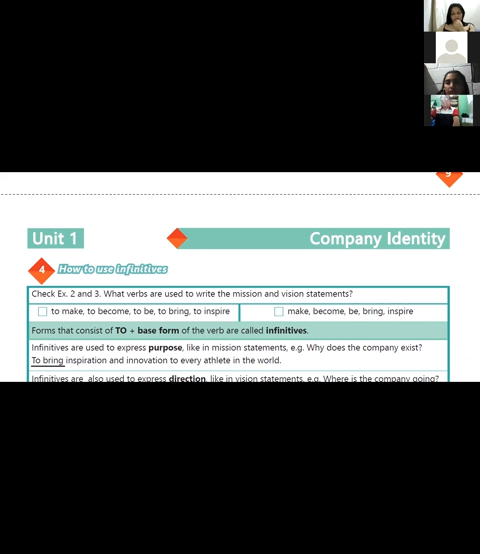 9
Unit 1
Company Identity
4 How to use infinitives
Check Ex. 2 and 3. What verbs are used to write the mission and vision statements?
to make, to become, to be, to bring, to inspire
make, become, be, bring, inspire
Forms that consist of TO + base form of the verb are called infinitives.
Infinitives are used to express purpose, like in mission statements, e.g. Why does the company exist?
To bring inspiration and innovation to every athlete in the world.
Infinitives are also used to express direction, like in vision statements, e.g. Where is the company going?